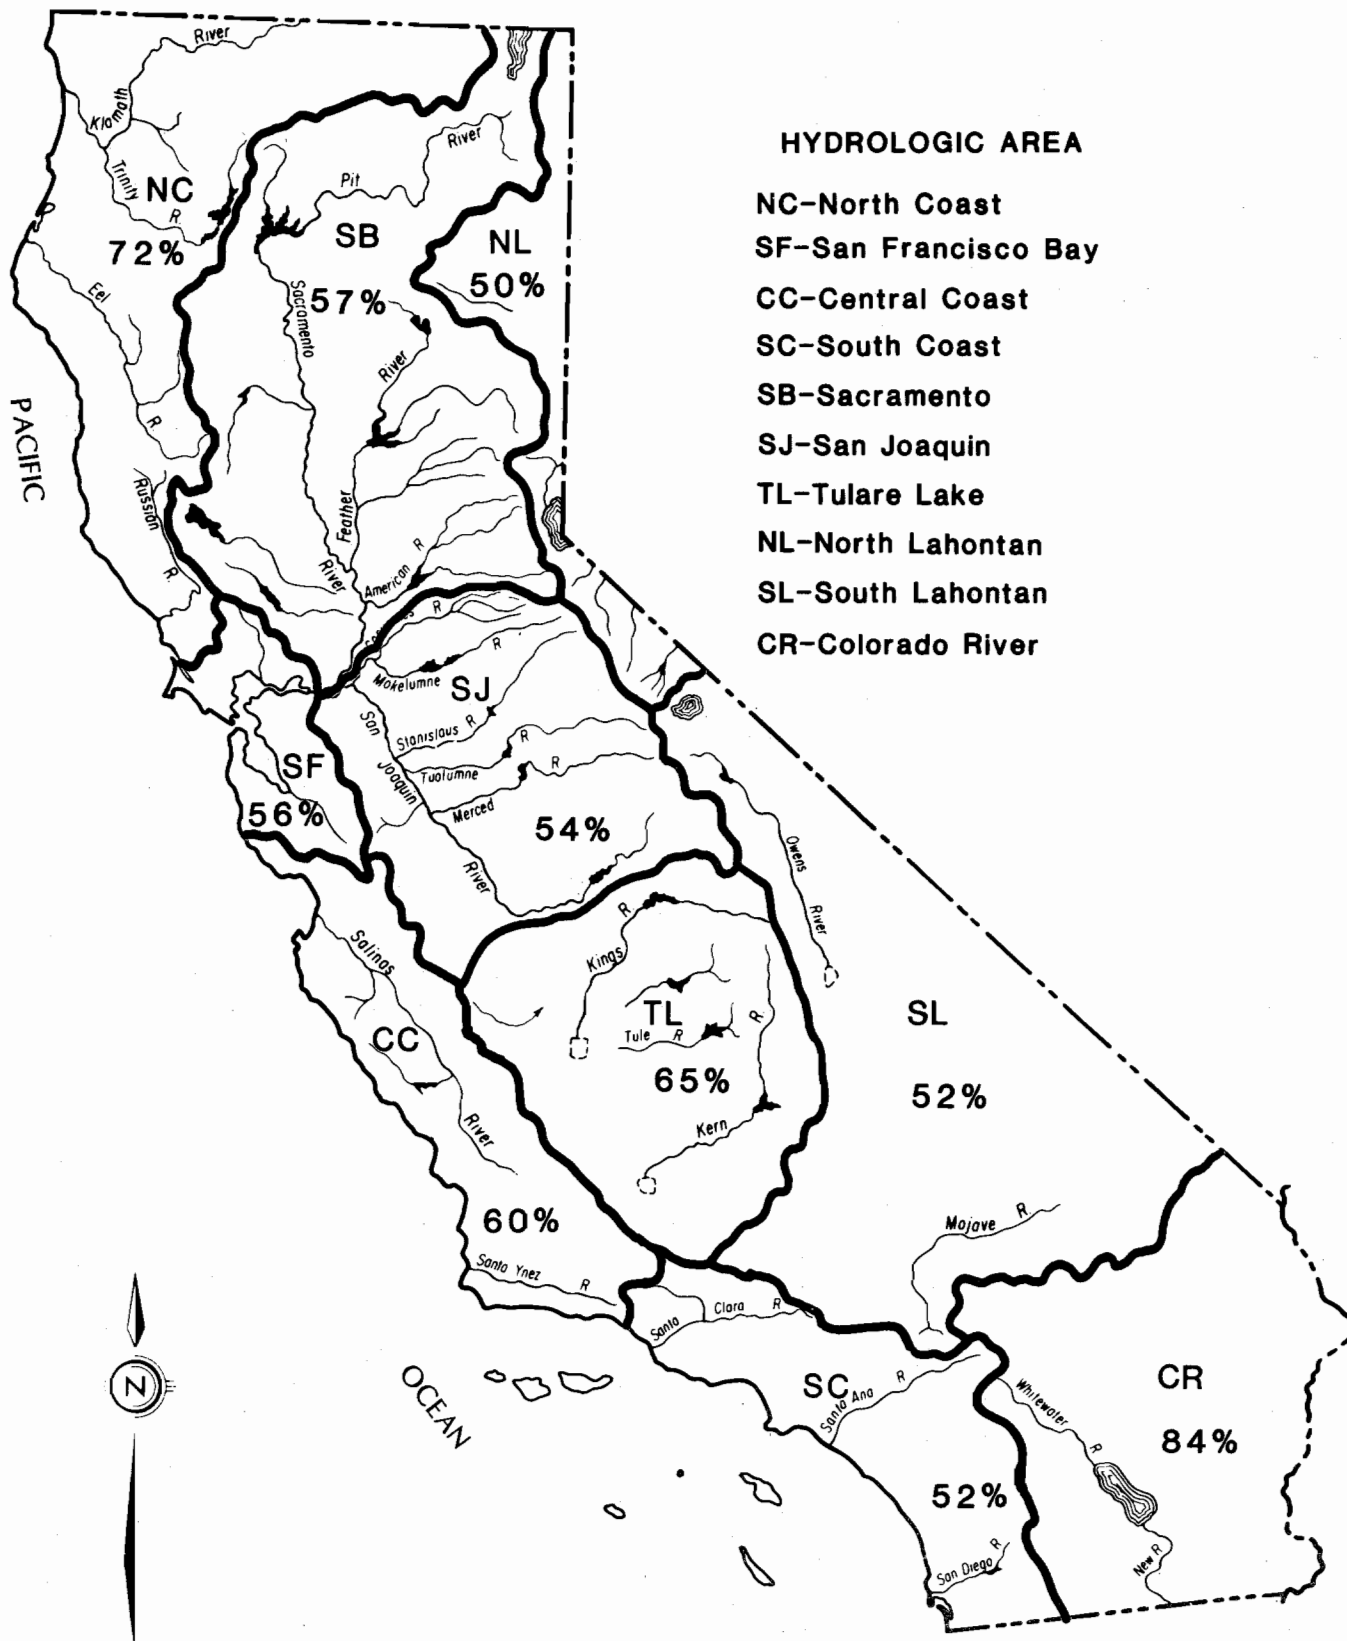 River
Klamath
Trinity
R.
NC
72%
Pit
River
SB
57%
NL
50%
HYDROLOGIC AREA
NC-North Coast
SF-San Francisco Bay
CC-Central Coast
SC-South Coast
SB-Sacramento
SJ-San Joaquin
TL-Tulare Lake
NL-North Lahontan
SL-South Lahontan
CR-Colorado River
Eel
R.
Sacramento
River
River
Feather
PACIFIC
Russian
R.
American R
R
Mokelumne R
SJ
San
Joaquin
River
Stanislaus R
Tuolumne R
Merced R
54%
SF
56%
Owens
River
Salinas
River
CC
60%
Kings R.
TL
Tule R
65%
Kern
R.
SL
52%
Mojave R.
Santa Ynez R
Santa Clara R
SC
Santa Ana R
52%
San Diego R
Whitewater R
CR
84%
New R
N
OCEAN